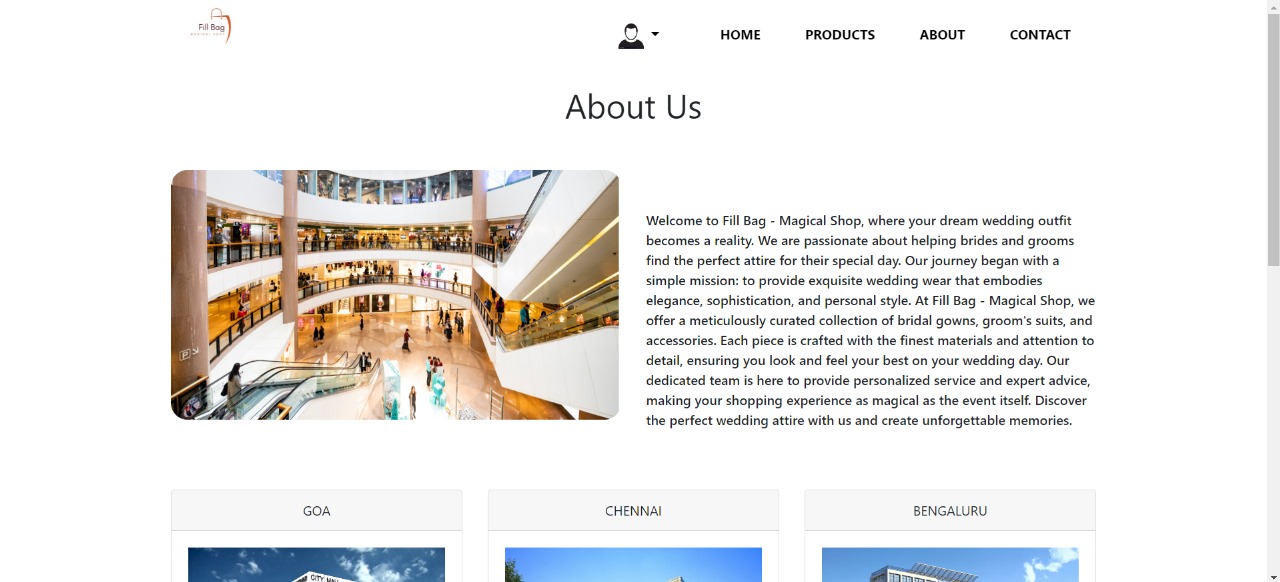 Fill Bag
HOME PRODUCTS ABOUT CONTACT
About Us
Welcome to Fill Bag - Magical Shop, where your dream wedding outfit
becomes a reality. We are passionate about helping brides and grooms
find the perfect attire for their special day. Our journey began with a
simple mission: to provide exquisite wedding wear that embodies
elegance, sophistication, and personal style. At Fill Bag - Magical Shop, we
offer a meticulously curated collection of bridal gowns, groom's suits, and
accessories. Each piece is crafted with the finest materials and attention to
detail, ensuring you look and feel your best on your wedding day. Our
dedicated team is here to provide personalized service and expert advice,
making your shopping experience as magical as the event itself. Discover
the perfect wedding attire with us and create unforgettable memories.
GOA CHENNAI BENGALURU
CITY